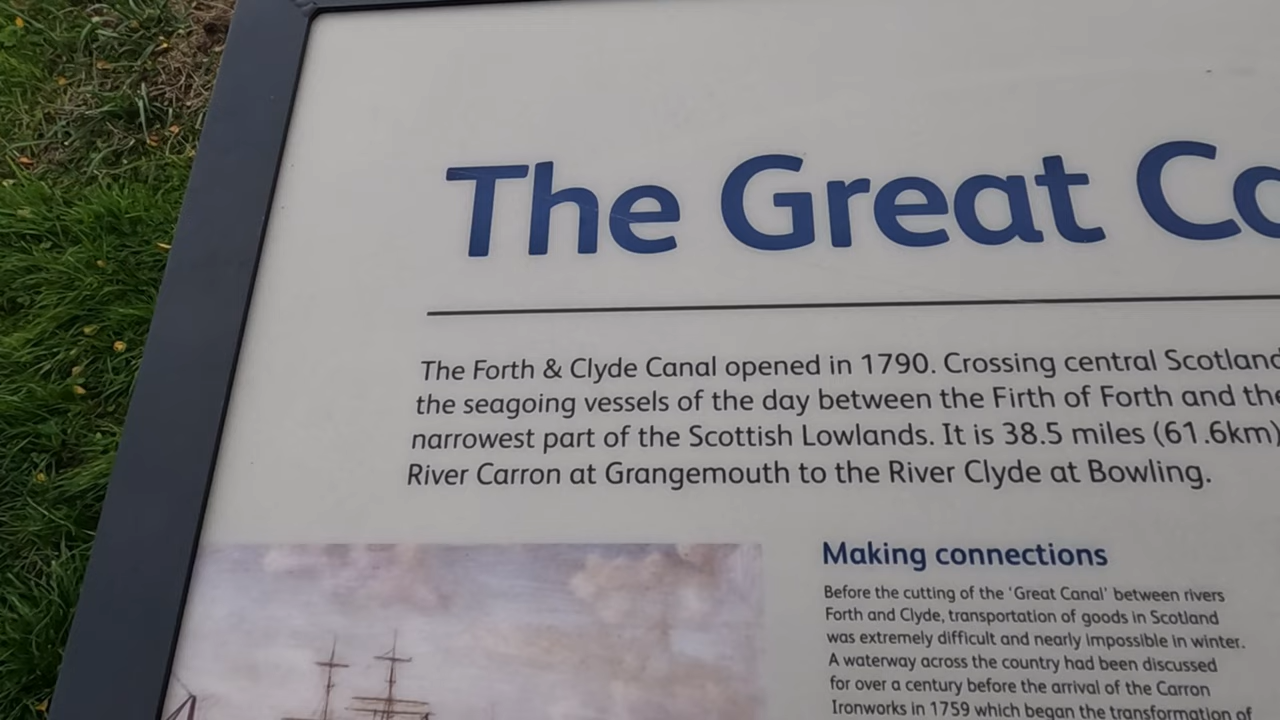 The Great Ca
The Forth & Clyde Canal opened in 1790. Crossing central Scotland
the seagoing vessels of the day between the Firth of Forth and the
narrowest part of the Scottish Lowlands. It is 38.5 miles (61.6km)
River Carron at Grangemouth to the River Clyde at Bowling.
Making connections
Before the cutting of the 'Great Canal' between rivers
Forth and Clyde, transportation of goods in Scotland
was extremely difficult and nearly impossible in winter.
A waterway across the country had been discussed
for over a century before the arrival of the Carron
Ironworks in 1759 which began the transformation of